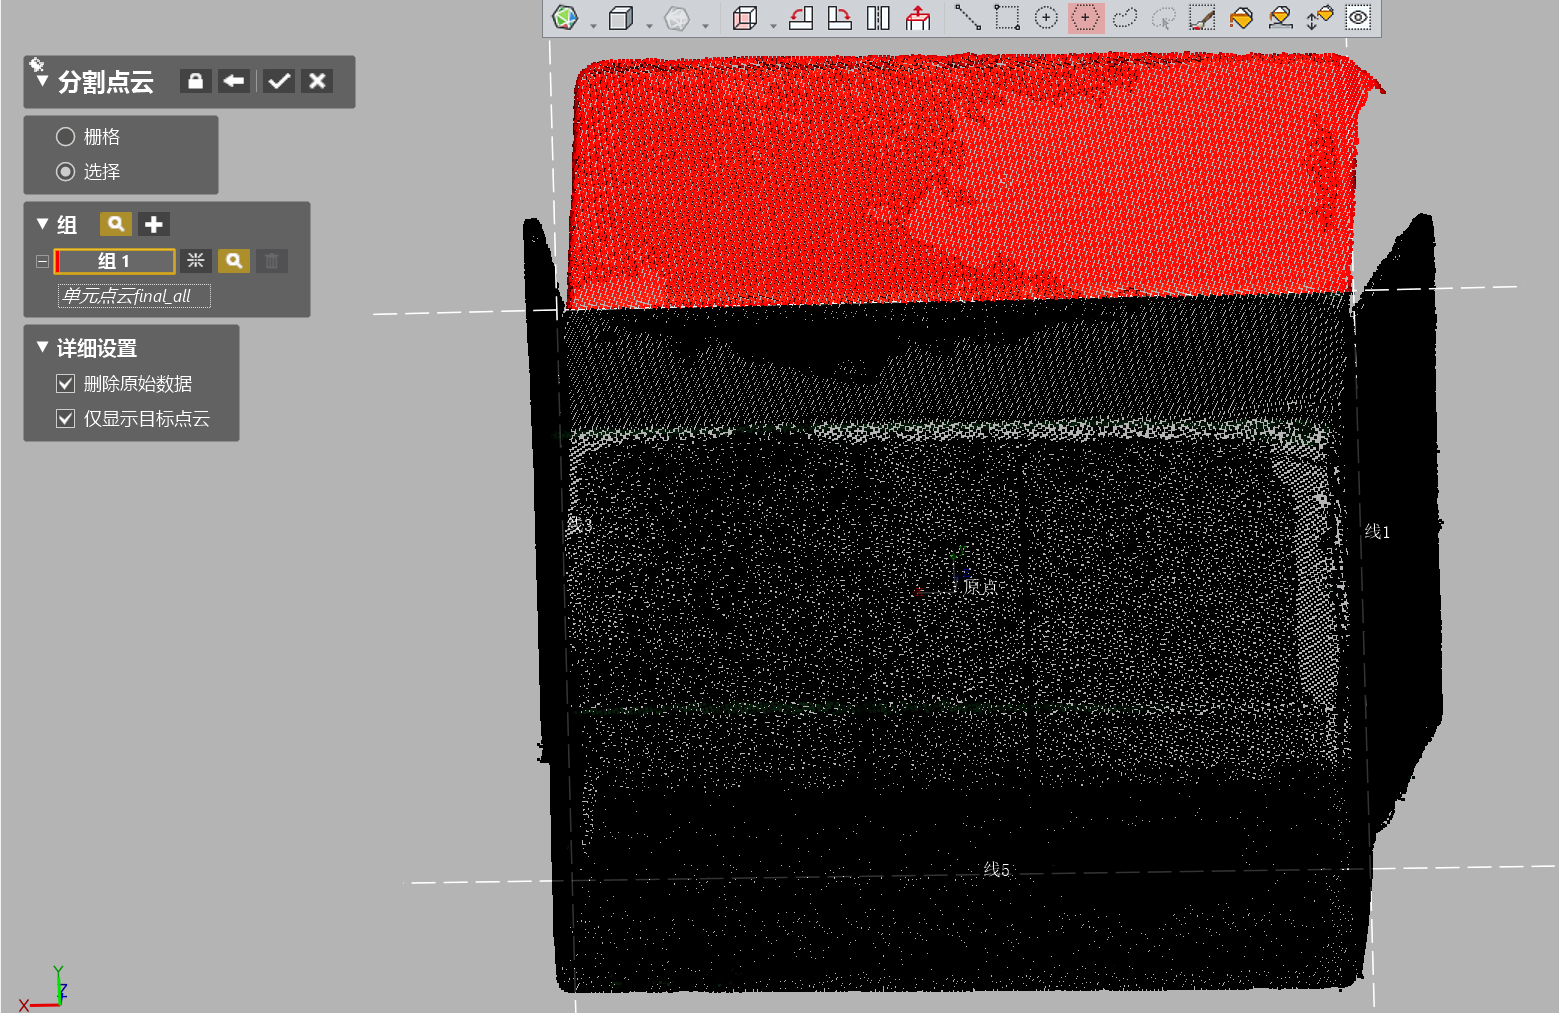 分割点云
栅格
选择
组
组 1
单元点云final_all
详细设置
删除原始数据
仅显示目标点云
线3
线1
原点
线5
Y
Z
X